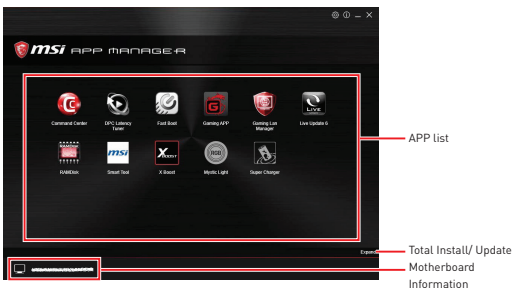 msi APP MANAGER
Command Center
DPC Latency Tuner
Fast Boot
Gaming APP
Gaming Lan Manager
Live Update 6
RAMDisk
Smart Tool
X Boost
Mystic Light
Super Charger
APP list
Expand
Total Install/ Update
Motherboard
Information